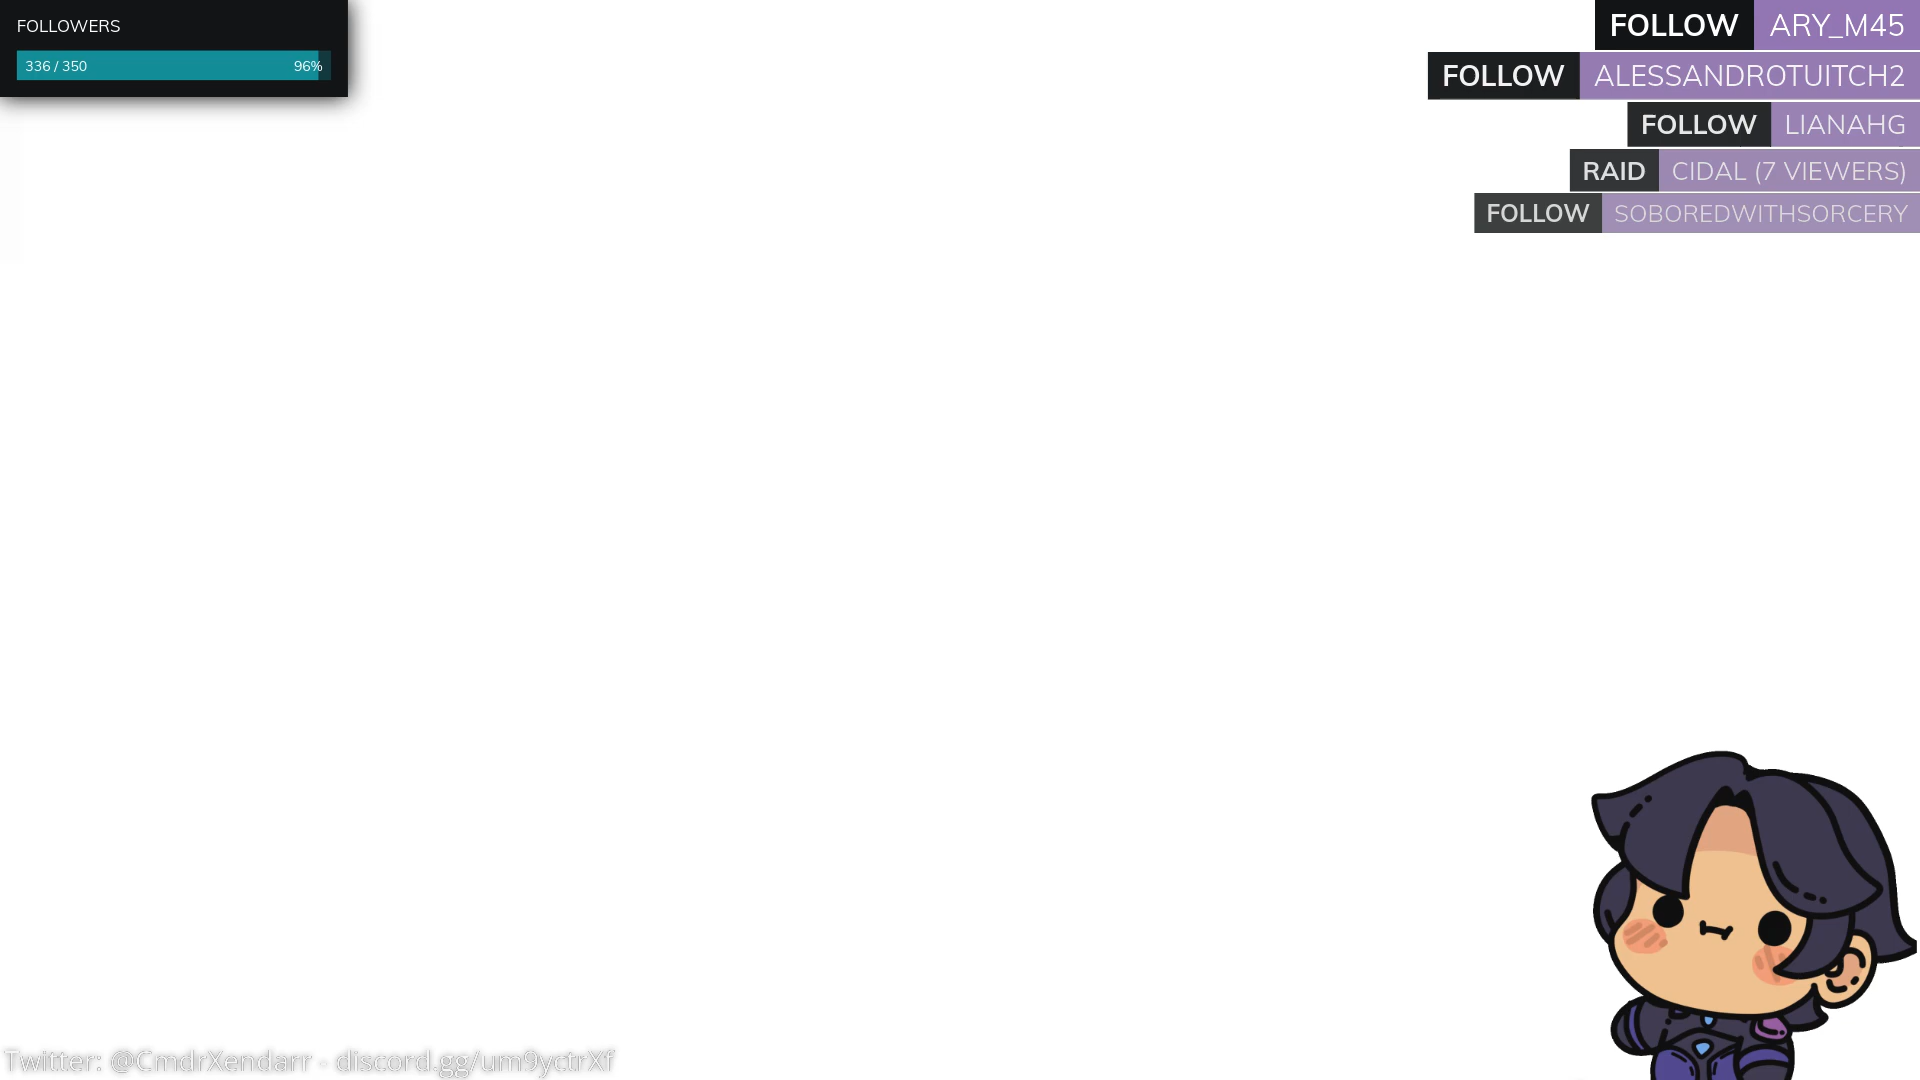 FOLLOWERS
336 / 350 96%
FOLLOW ARY_M45
FOLLOW ALESSANDROTUITCH2
FOLLOW LIANAHG
RAID CIDAL (7 VIEWERS)
FOLLOW SOBOREDWITHSORCERY
Twitter: @CmdrXendarr - discord.gg/um9yctrXf